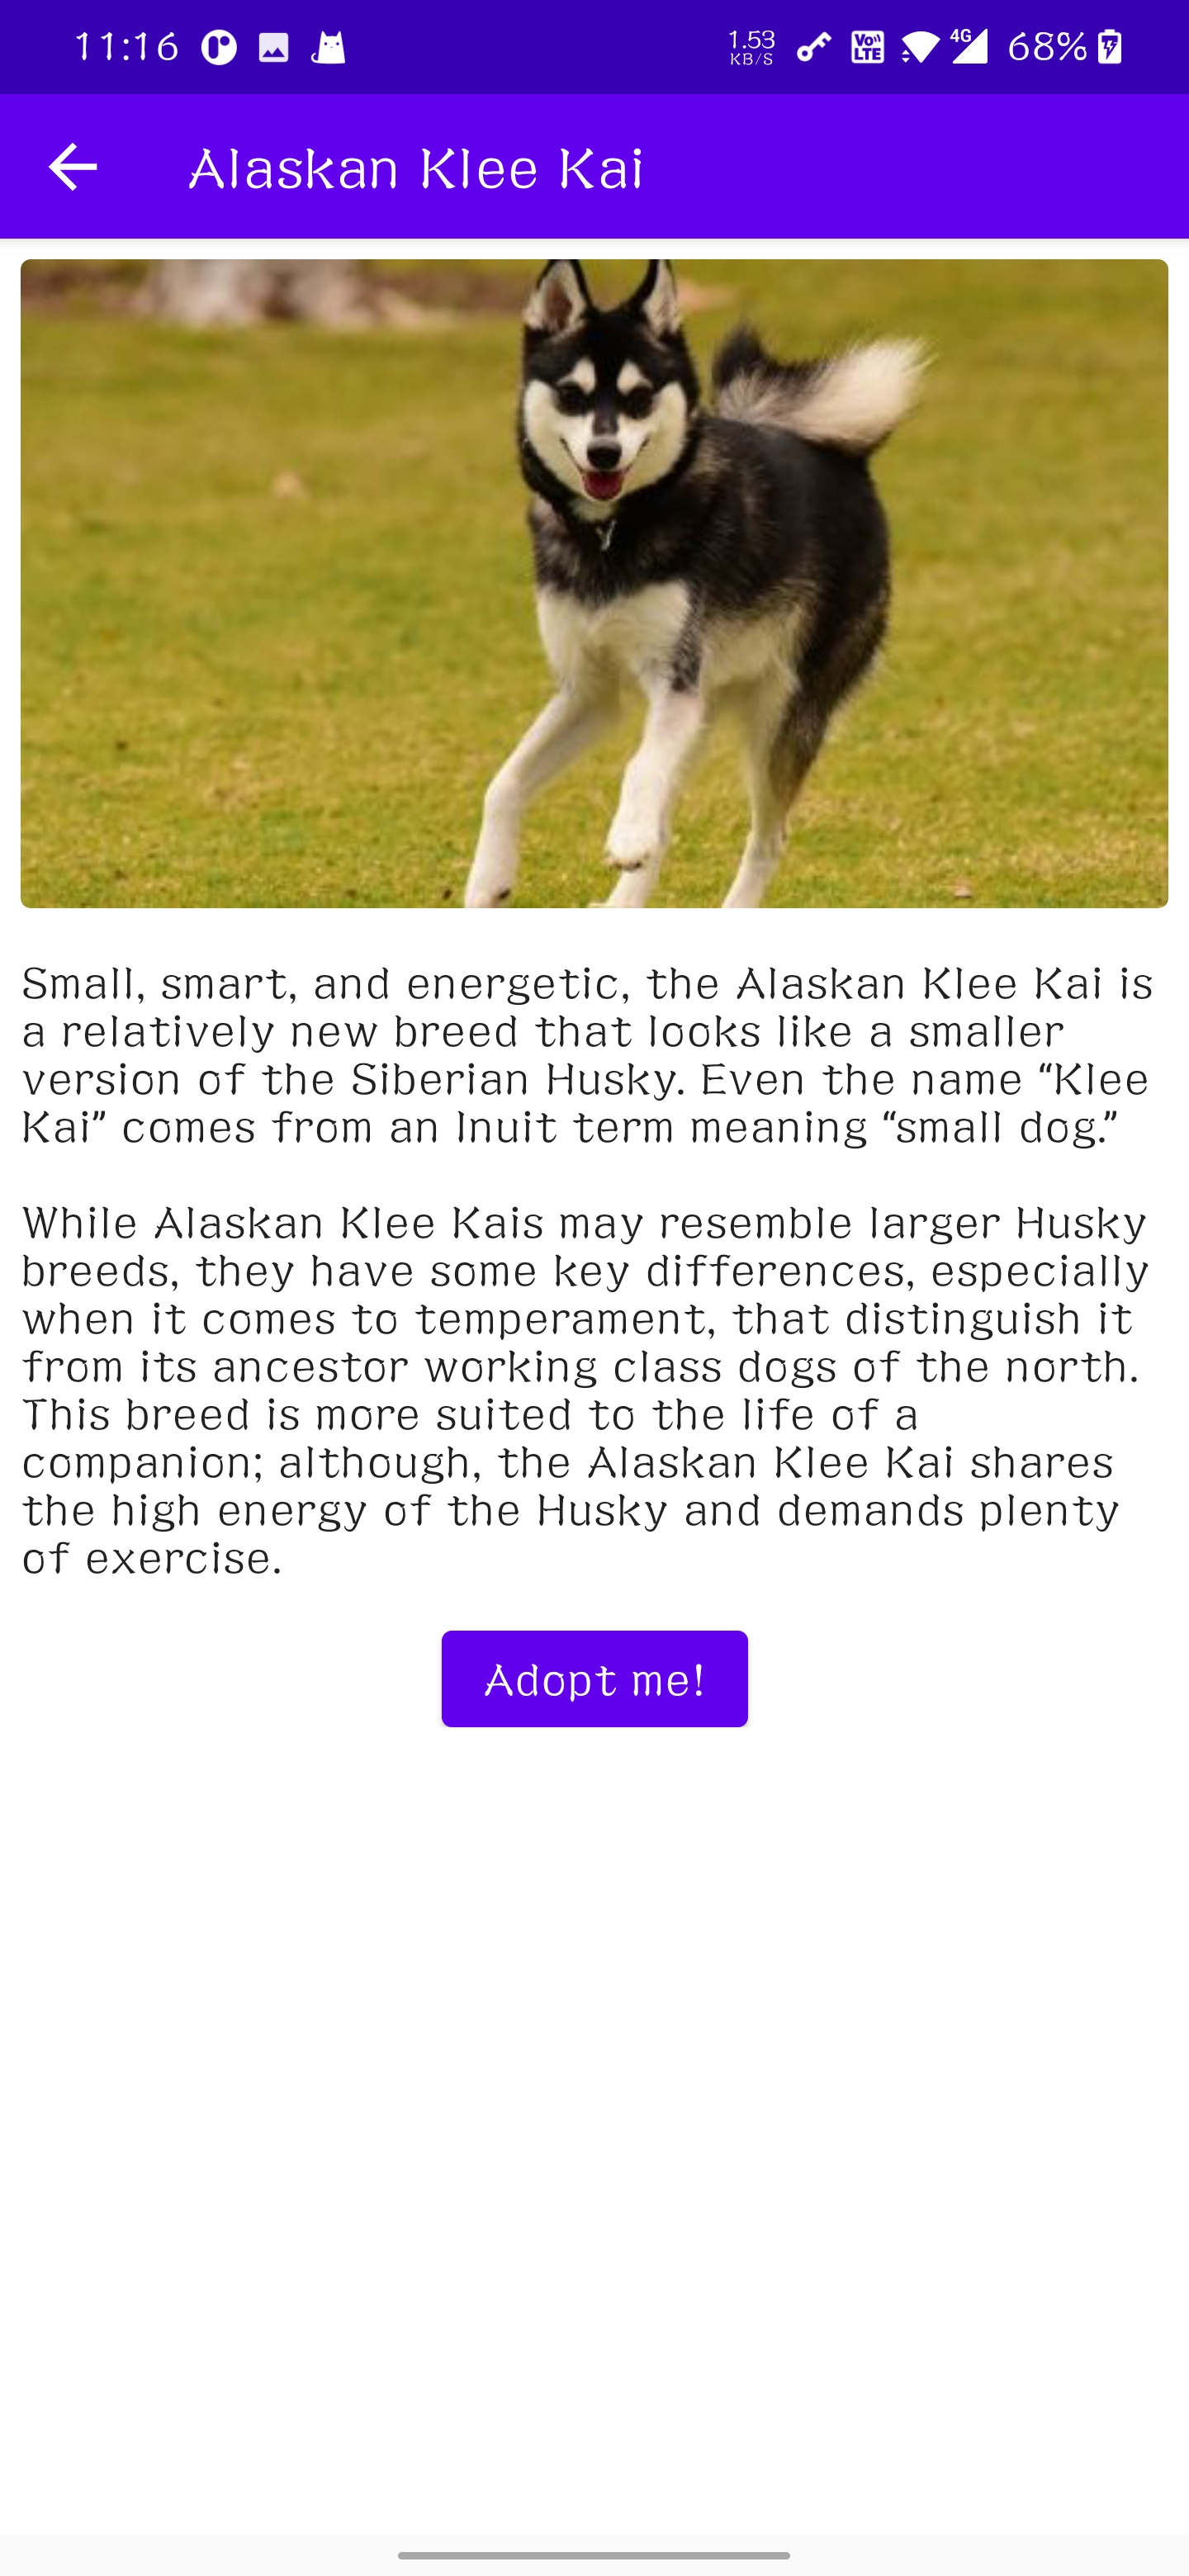 11:16
1.53
KB/S
VoLTE
4G
68%
Alaskan Klee Kai
Small, smart, and energetic, the Alaskan Klee Kai is
a relatively new breed that looks like a smaller
version of the Siberian Husky. Even the name “Klee
Kai” comes from an Inuit term meaning “small dog.”
While Alaskan Klee Kais may resemble larger Husky
breeds, they have some key differences, especially
when it comes to temperament, that distinguish it
from its ancestor working class dogs of the north.
This breed is more suited to the life of a
companion; although, the Alaskan Klee Kai shares
the high energy of the Husky and demands plenty
of exercise.
Adopt me!